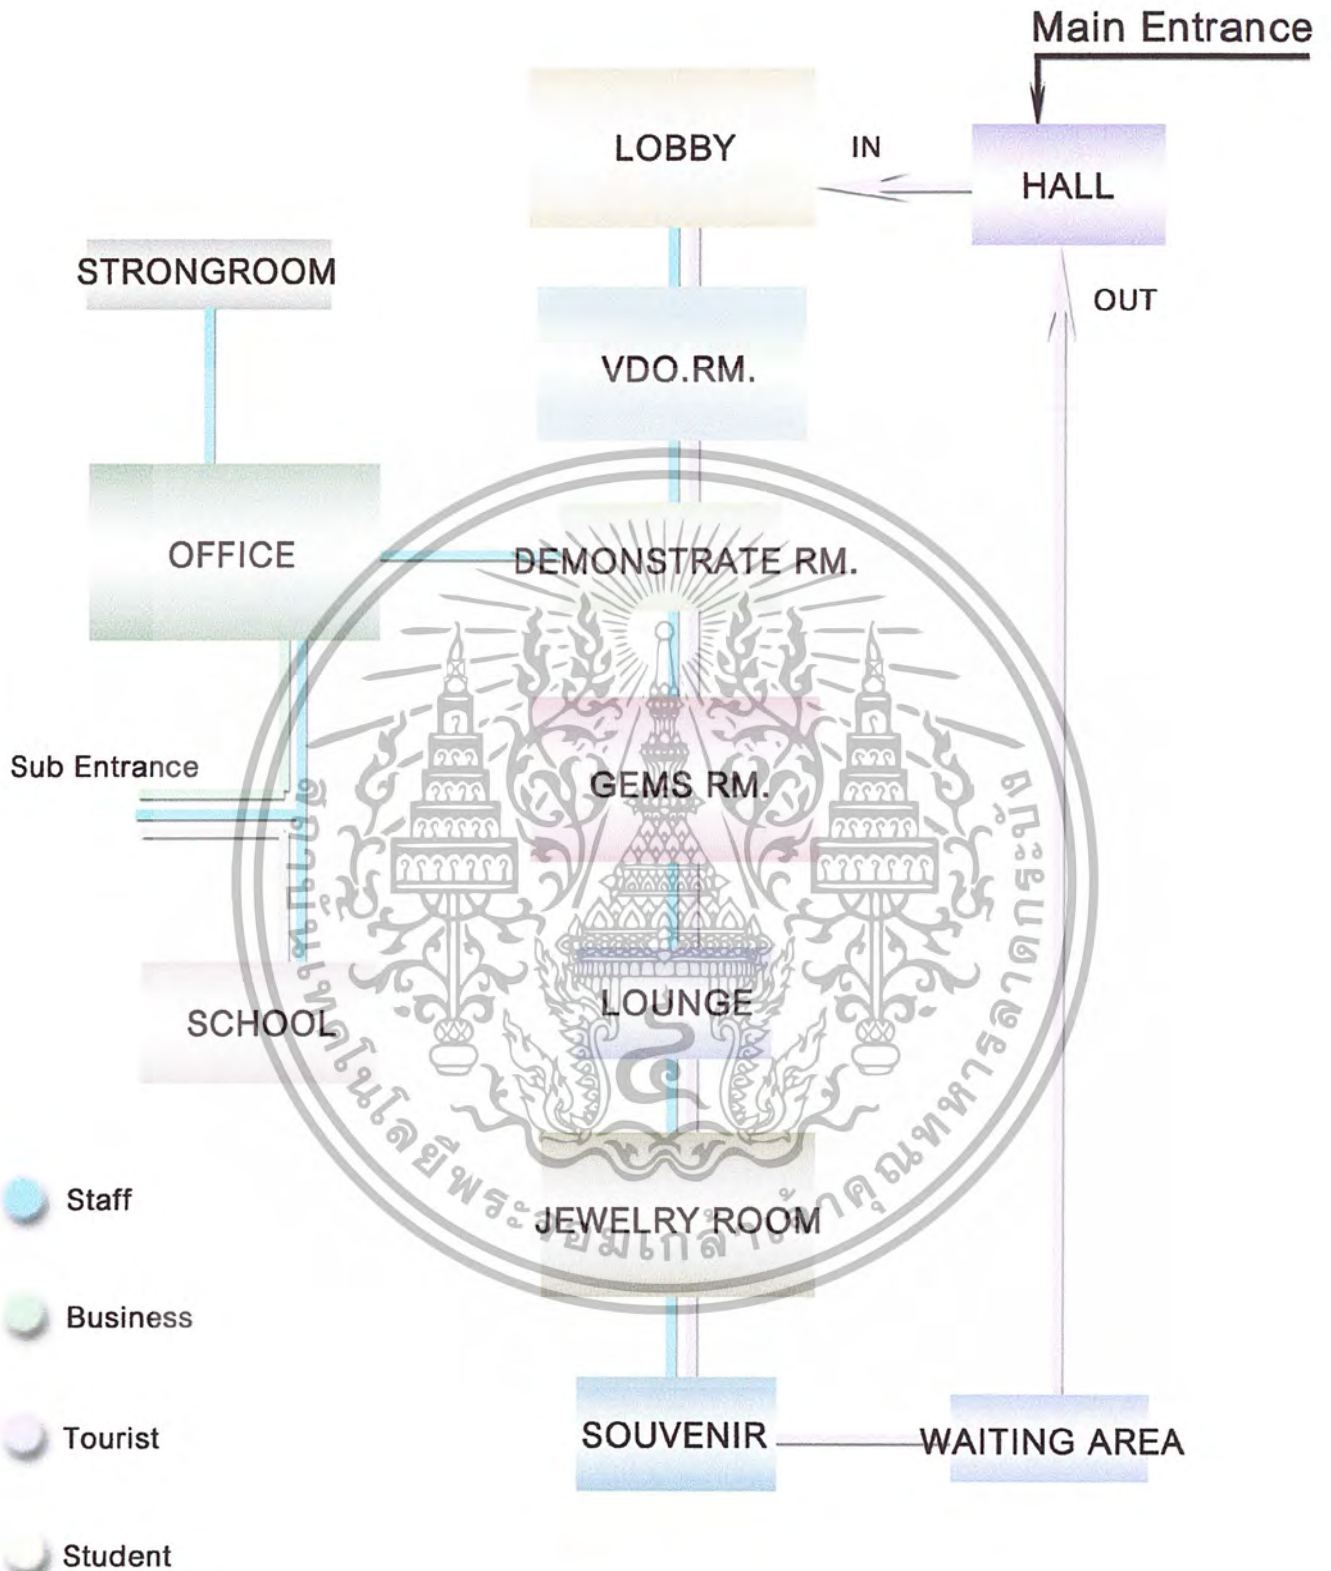 Main Entrance
LOBBY
IN
HALL
STRONGROOM
OUT
VDO.RM.
OFFICE
DEMONSTRATE RM.
Sub Entrance
GEMS RM.
SCHOOL
LOUNGE
JEWELRY ROOM
Staff
Business
Tourist
SOUVENIR
WAITING AREA
Student